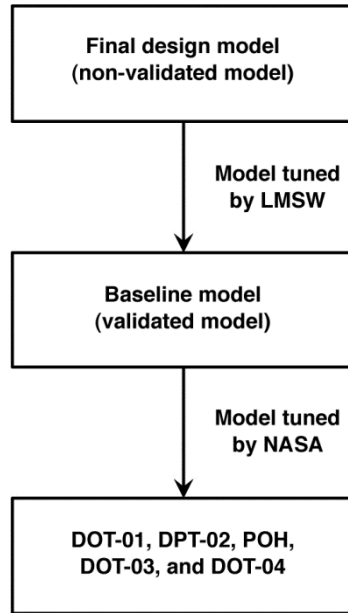 Final design model
(non-validated model)
Model tuned
by LMSW
Baseline model
(validated model)
Model tuned
by NASA
DOT-01, DPT-02, POH,
DOT-03, and DOT-04